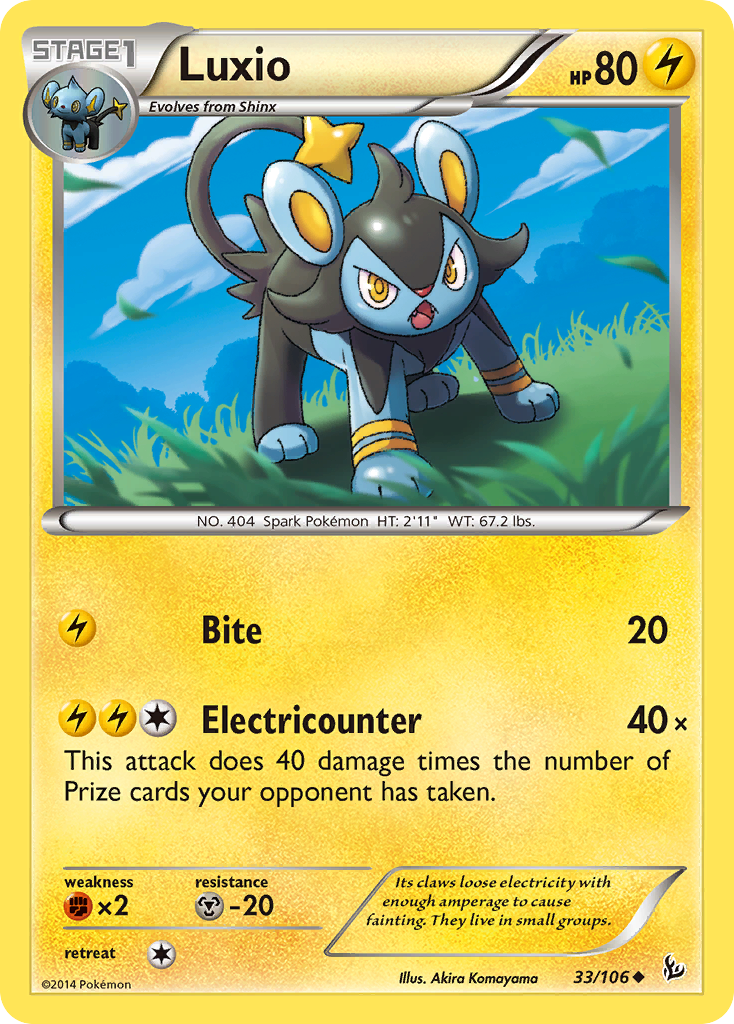 STAGE1
Luxio
HP80
Evolves from Shinx
NO. 404 Spark Pokémon HT: 2'11" WT: 67.2 lbs.
Bite 20
Electricounter 40×
This attack does 40 damage times the number of
Prize cards your opponent has taken.
weakness
×2
resistance
-20
retreat
Its claws loose electricity with
enough amperage to cause
fainting. They live in small groups.
©2014 Pokémon
Illus. Akira Komayama
33/106